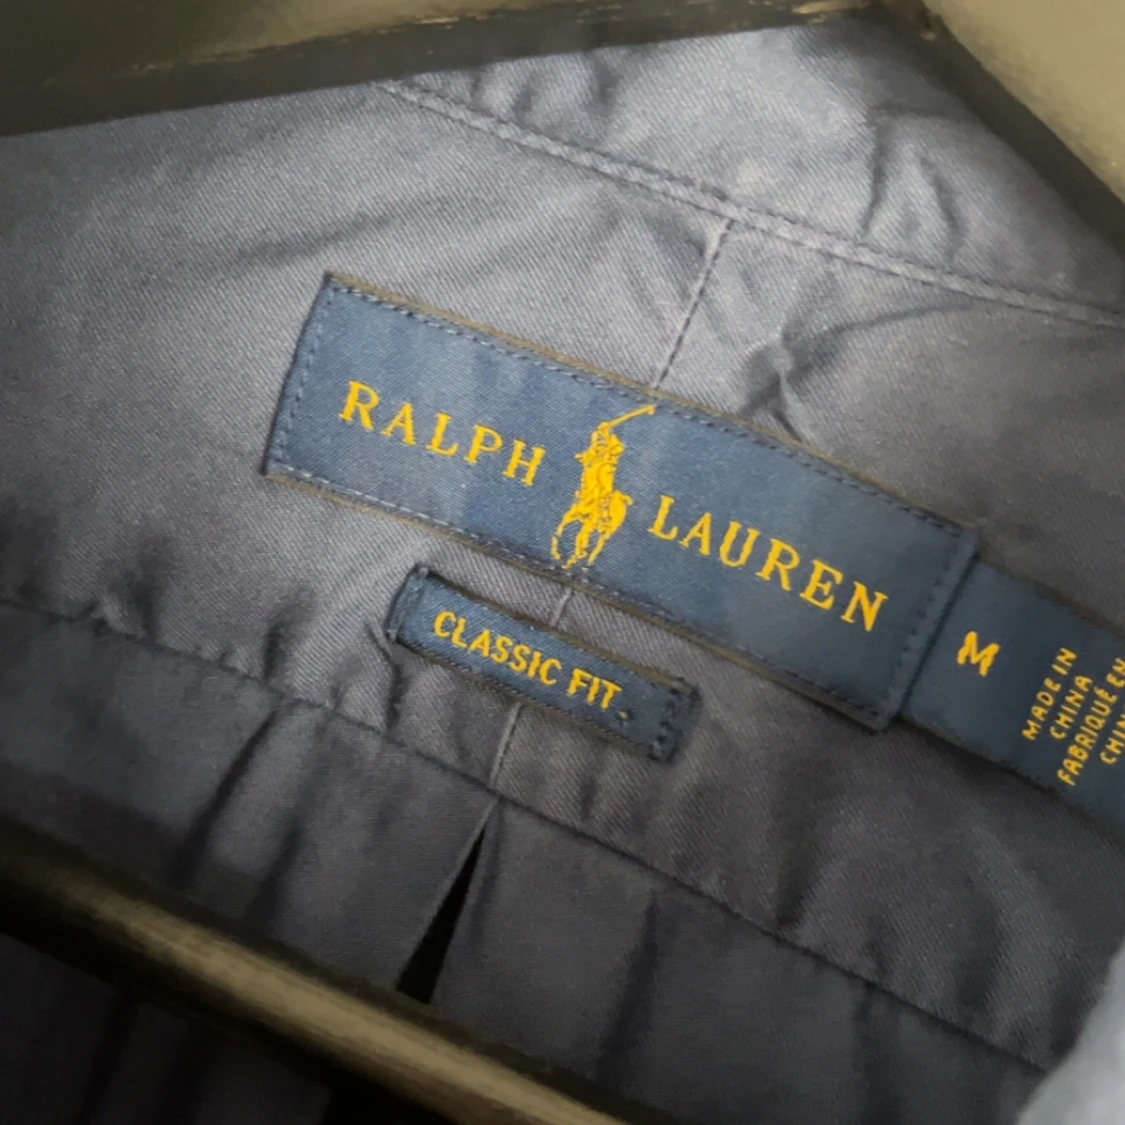 RALPH LAUREN
CLASSIC FIT
M
MADE IN
CHINA
FABRIQUÉ EN